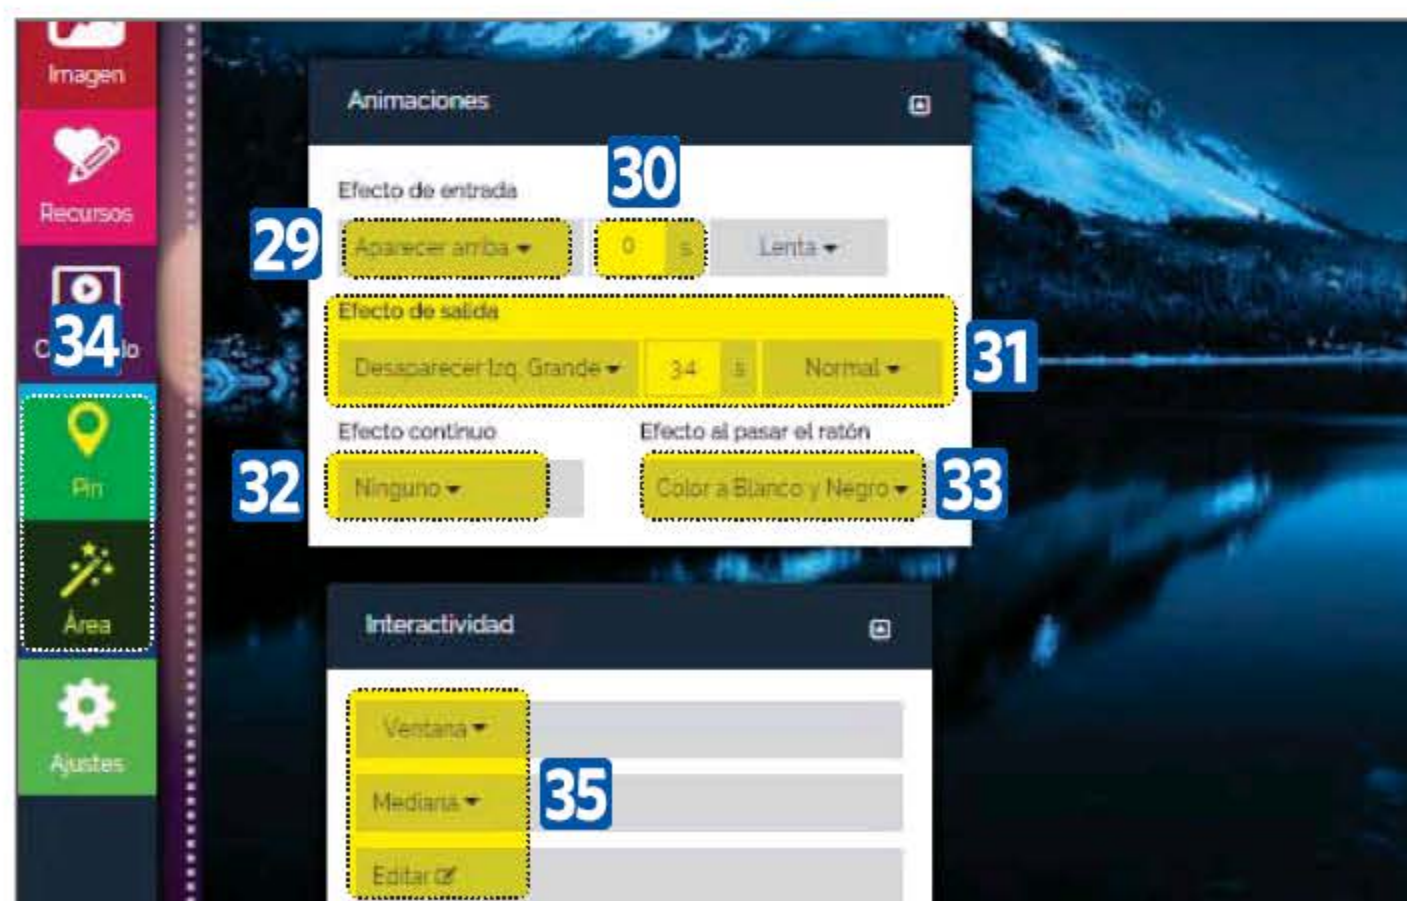 Imagen
Recursos
34
Pin
Área
Ajustes
Animaciones
Efecto de entrada
30
29
Aparecer arriba
0 s
Lenta
Efecto de salida
Desaparecer Izq. Grande
3.4 s
Normal
31
Efecto continuo
Efecto al pasar el ratón
32
Ninguno
Color a Blanco y Negro
33
Interactividad
Ventana
Mediana
35
Editar